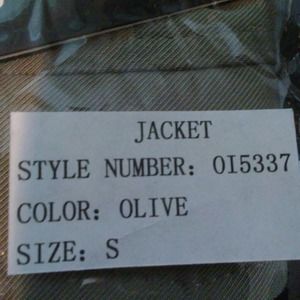 JACKET
STYLE NUMBER: OI5337
COLOR: OLIVE
SIZE: S